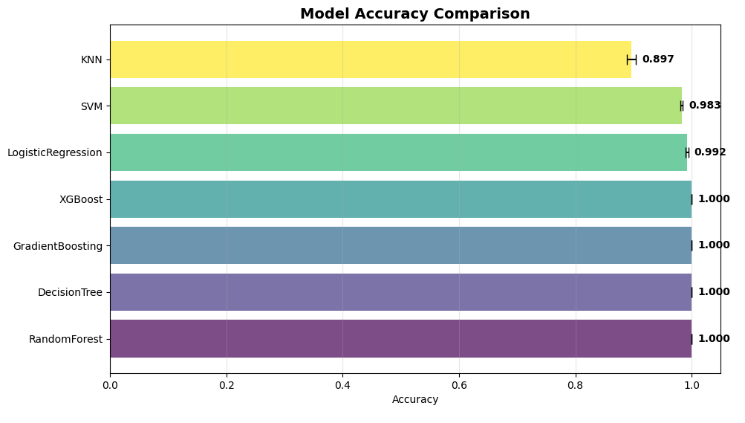 Model Accuracy Comparison
KNN
0.897
SVM
0.983
LogisticRegression
0.992
XGBoost
1.000
GradientBoosting
1.000
DecisionTree
1.000
RandomForest
1.000
0.0 0.2 0.4 0.6 0.8 1.0
Accuracy